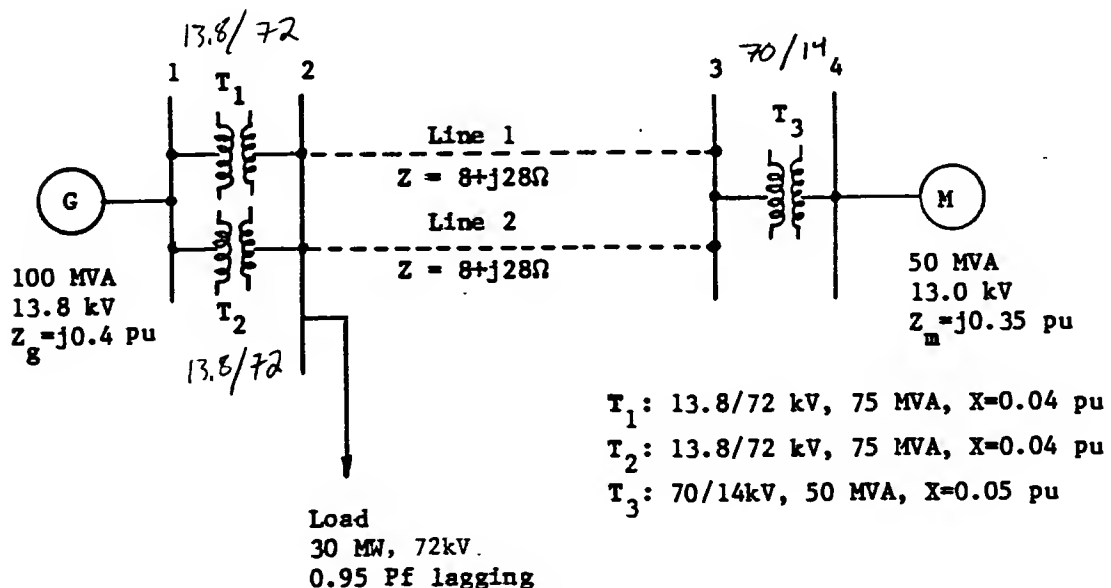 13.8/72
70/14
1
T1
2
3
4
T3
Line 1
Z = 8+j28Ω
G
Line 2
Z = 8+j28Ω
M
100 MVA
13.8 kV
Zg=j0.4 pu
T2
13.8/72
50 MVA
13.0 kV
Zm=j0.35 pu
T1: 13.8/72 kV, 75 MVA, X=0.04 pu
T2: 13.8/72 kV, 75 MVA, X=0.04 pu
T3: 70/14kV, 50 MVA, X=0.05 pu
Load
30 MW, 72kV.
0.95 Pf lagging